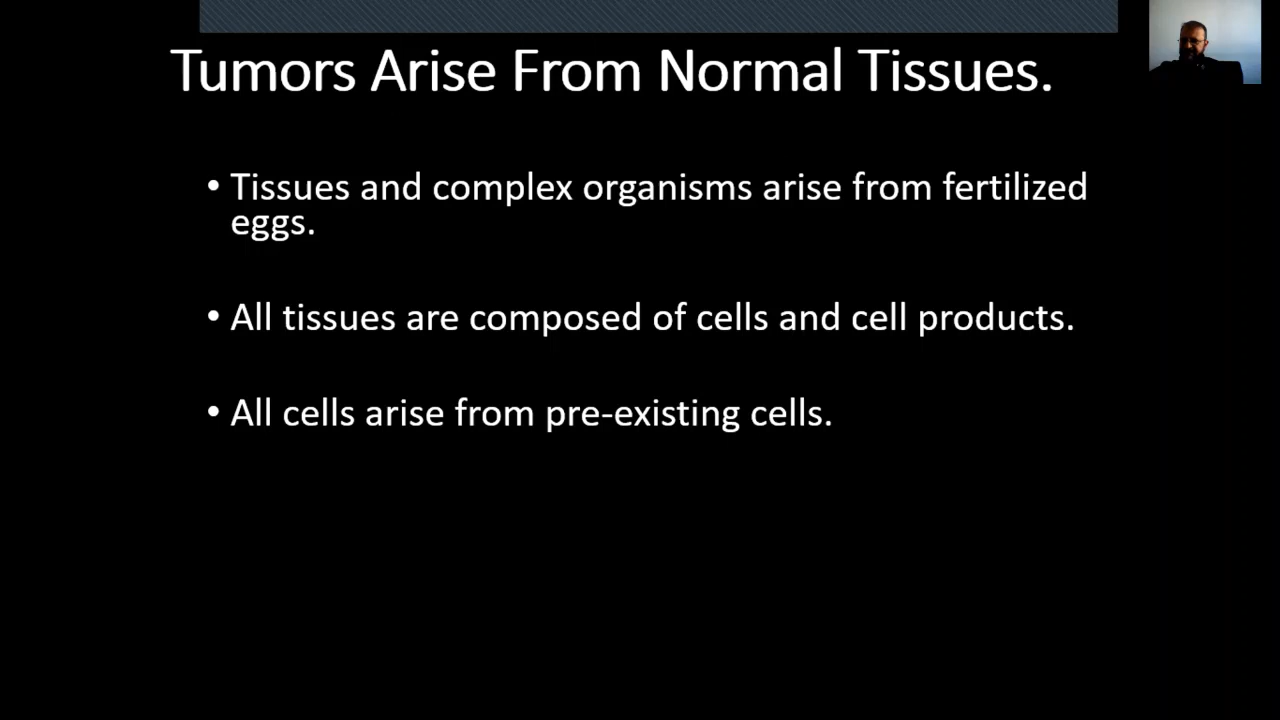 Tumors Arise From Normal Tissues.
• Tissues and complex organisms arise from fertilized
eggs.
• All tissues are composed of cells and cell products.
• All cells arise from pre-existing cells.